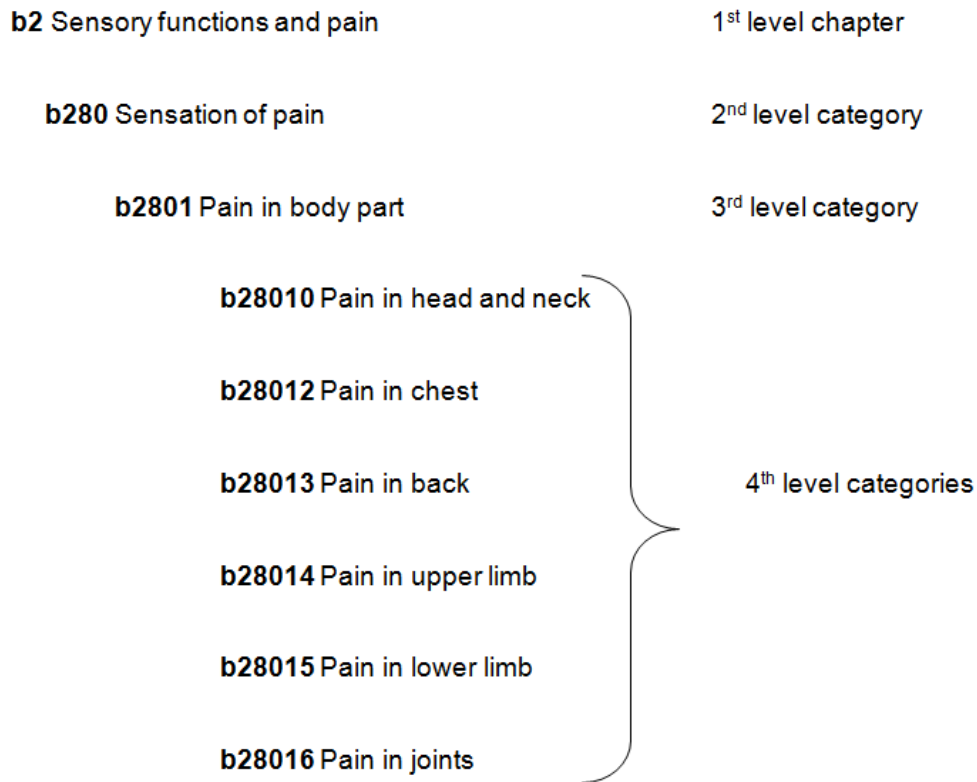 b2 Sensory functions and pain 1st level chapter
b280 Sensation of pain 2nd level category
b2801 Pain in body part 3rd level category
b28010 Pain in head and neck
b28012 Pain in chest
b28013 Pain in back 4th level categories
b28014 Pain in upper limb
b28015 Pain in lower limb
b28016 Pain in joints